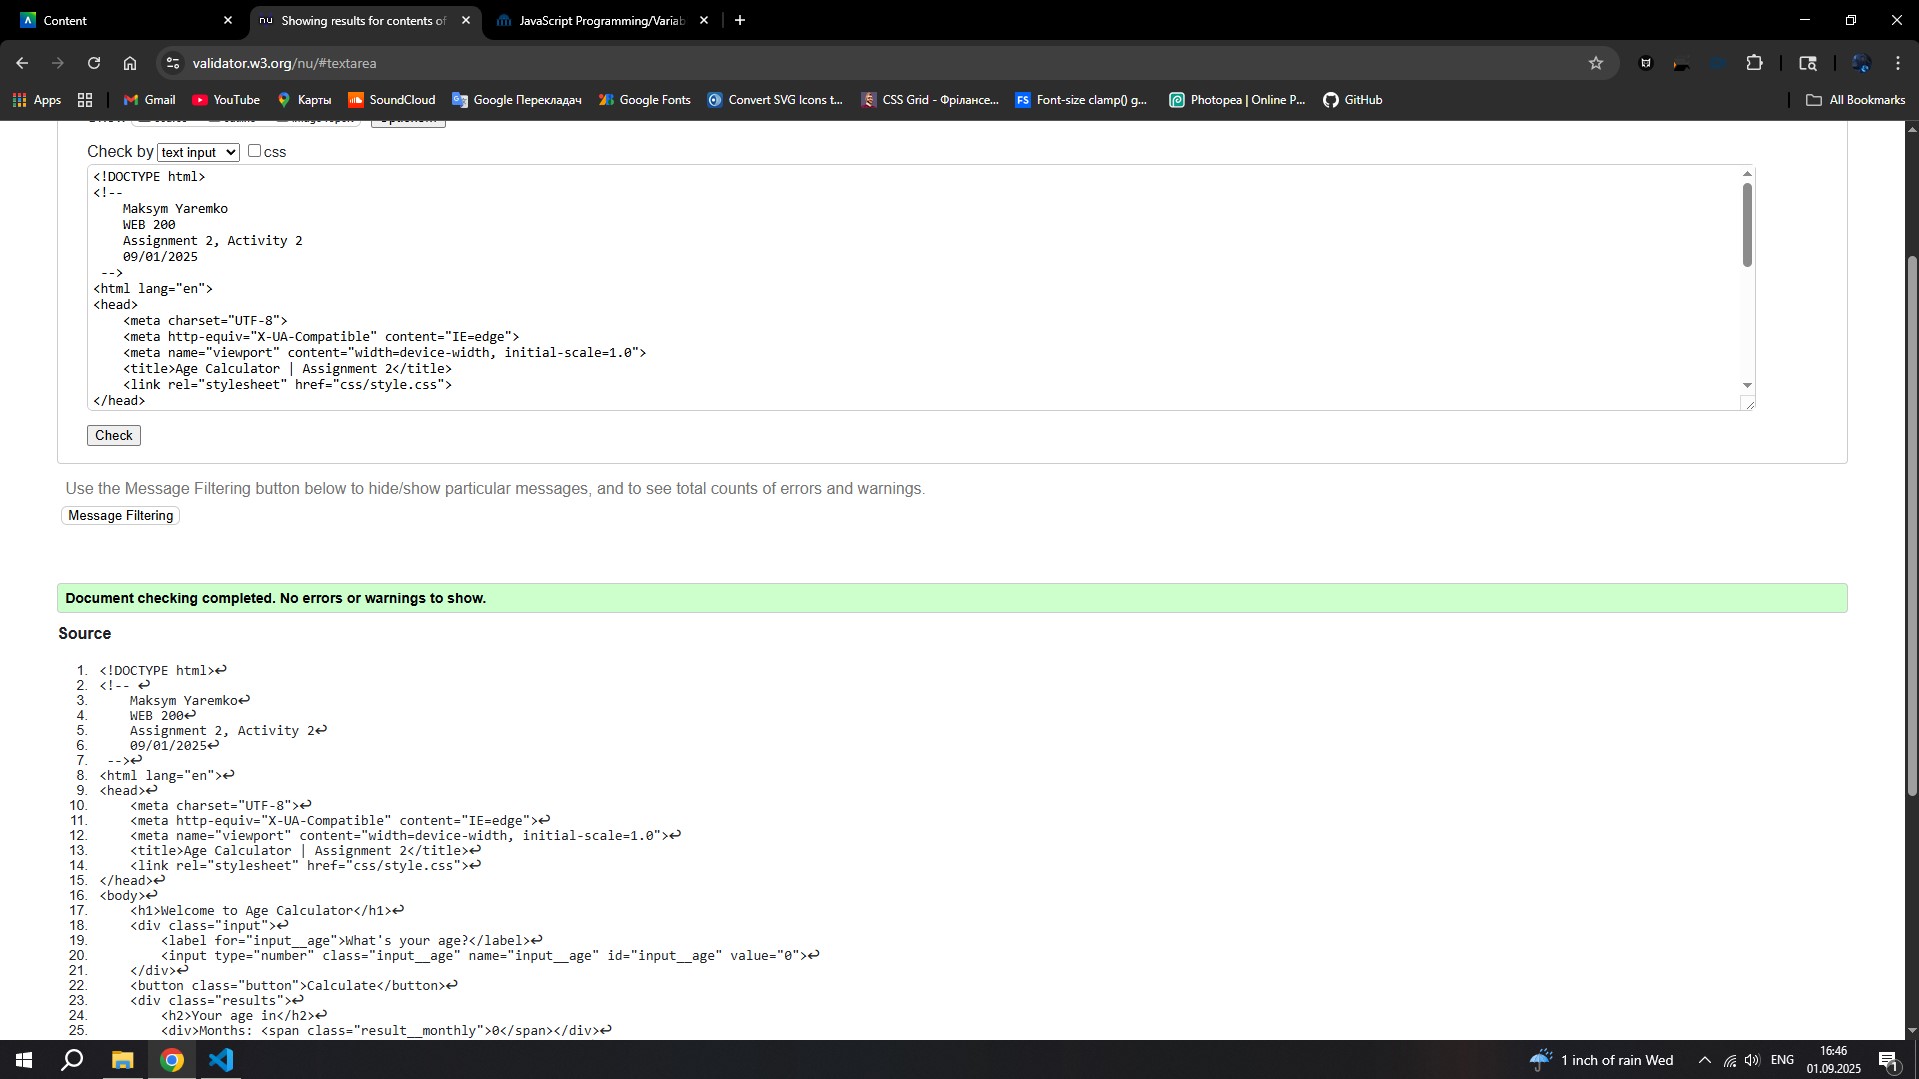 Content
nu Showing results for contents of
JavaScript Programming/Variab
validator.w3.org/nu/#textarea
Apps Gmail YouTube Карты SoundCloud Google Перекладач Google Fonts Convert SVG Icons t... CSS Grid - Фрілансе... FS Font-size clamp() g... Photopea | Online P... GitHub All Bookmarks
Check by text input css
<!DOCTYPE html>
<!--
Maksym Yaremko
WEB 200
Assignment 2, Activity 2
09/01/2025
-->
<html lang="en">
<head>
<meta charset="UTF-8">
<meta http-equiv="X-UA-Compatible" content="IE=edge">
<meta name="viewport" content="width=device-width, initial-scale=1.0">
<title>Age Calculator | Assignment 2</title>
<link rel="stylesheet" href="css/style.css">
</head>
Check
Use the Message Filtering button below to hide/show particular messages, and to see total counts of errors and warnings.
Message Filtering
Document checking completed. No errors or warnings to show.
Source
1. <!DOCTYPE html>↩
2. <!-- ↩
3. Maksym Yaremko↩
4. WEB 200↩
5. Assignment 2, Activity 2↩
6. 09/01/2025↩
7. -->↩
8. <html lang="en">↩
9. <head>↩
10. <meta charset="UTF-8">↩
11. <meta http-equiv="X-UA-Compatible" content="IE=edge">↩
12. <meta name="viewport" content="width=device-width, initial-scale=1.0">↩
13. <title>Age Calculator | Assignment 2</title>↩
14. <link rel="stylesheet" href="css/style.css">↩
15. </head>↩
16. <body>↩
17. <h1>Welcome to Age Calculator</h1>↩
18. <div class="input">↩
19. <label for="input__age">What's your age?</label>↩
20. <input type="number" class="input__age" name="input__age" id="input__age" value="0">↩
21. </div>↩
22. <button class="button">Calculate</button>↩
23. <div class="results">↩
24. <h2>Your age in</h2>↩
25. <div>Months: <span class="result__monthly">0</span></div>↩
1 inch of rain Wed
ENG
16:46
01.09.2025
1